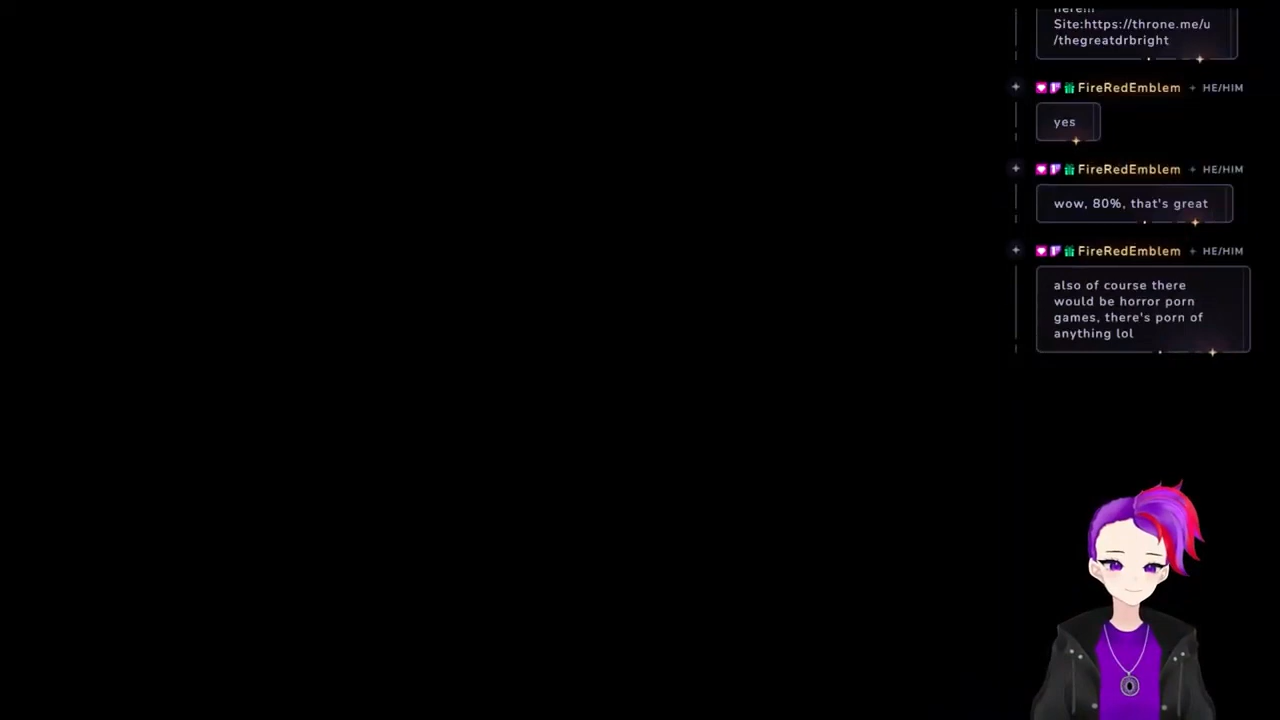 Site:https://throne.me/u
/thegreatdrbright
FireRedEmblem HE/HIM
yes
FireRedEmblem HE/HIM
wow, 80%, that's great
FireRedEmblem HE/HIM
also of course there
would be horror porn
games, there's porn of
anything lol